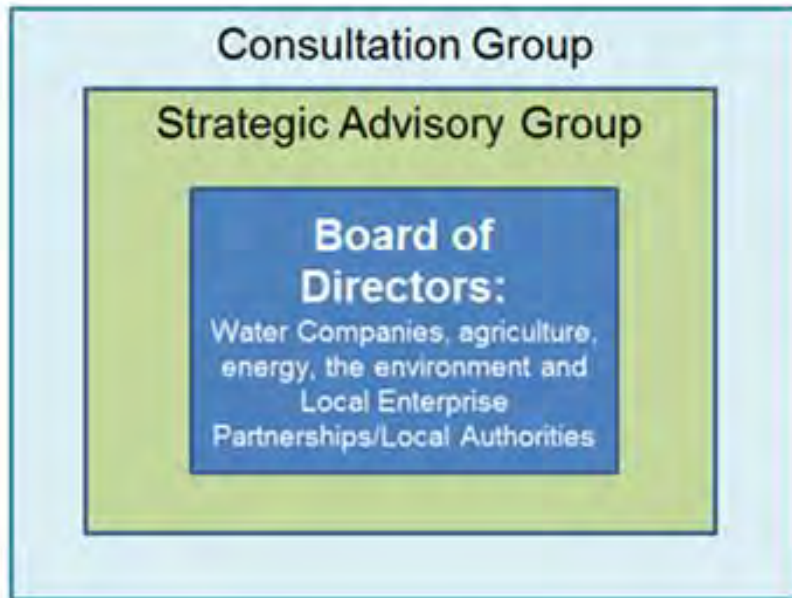 Consultation Group
Strategic Advisory Group
Board of
Directors:
Water Companies, agriculture,
energy, the environment and
Local Enterprise
Partnerships/Local Authorities